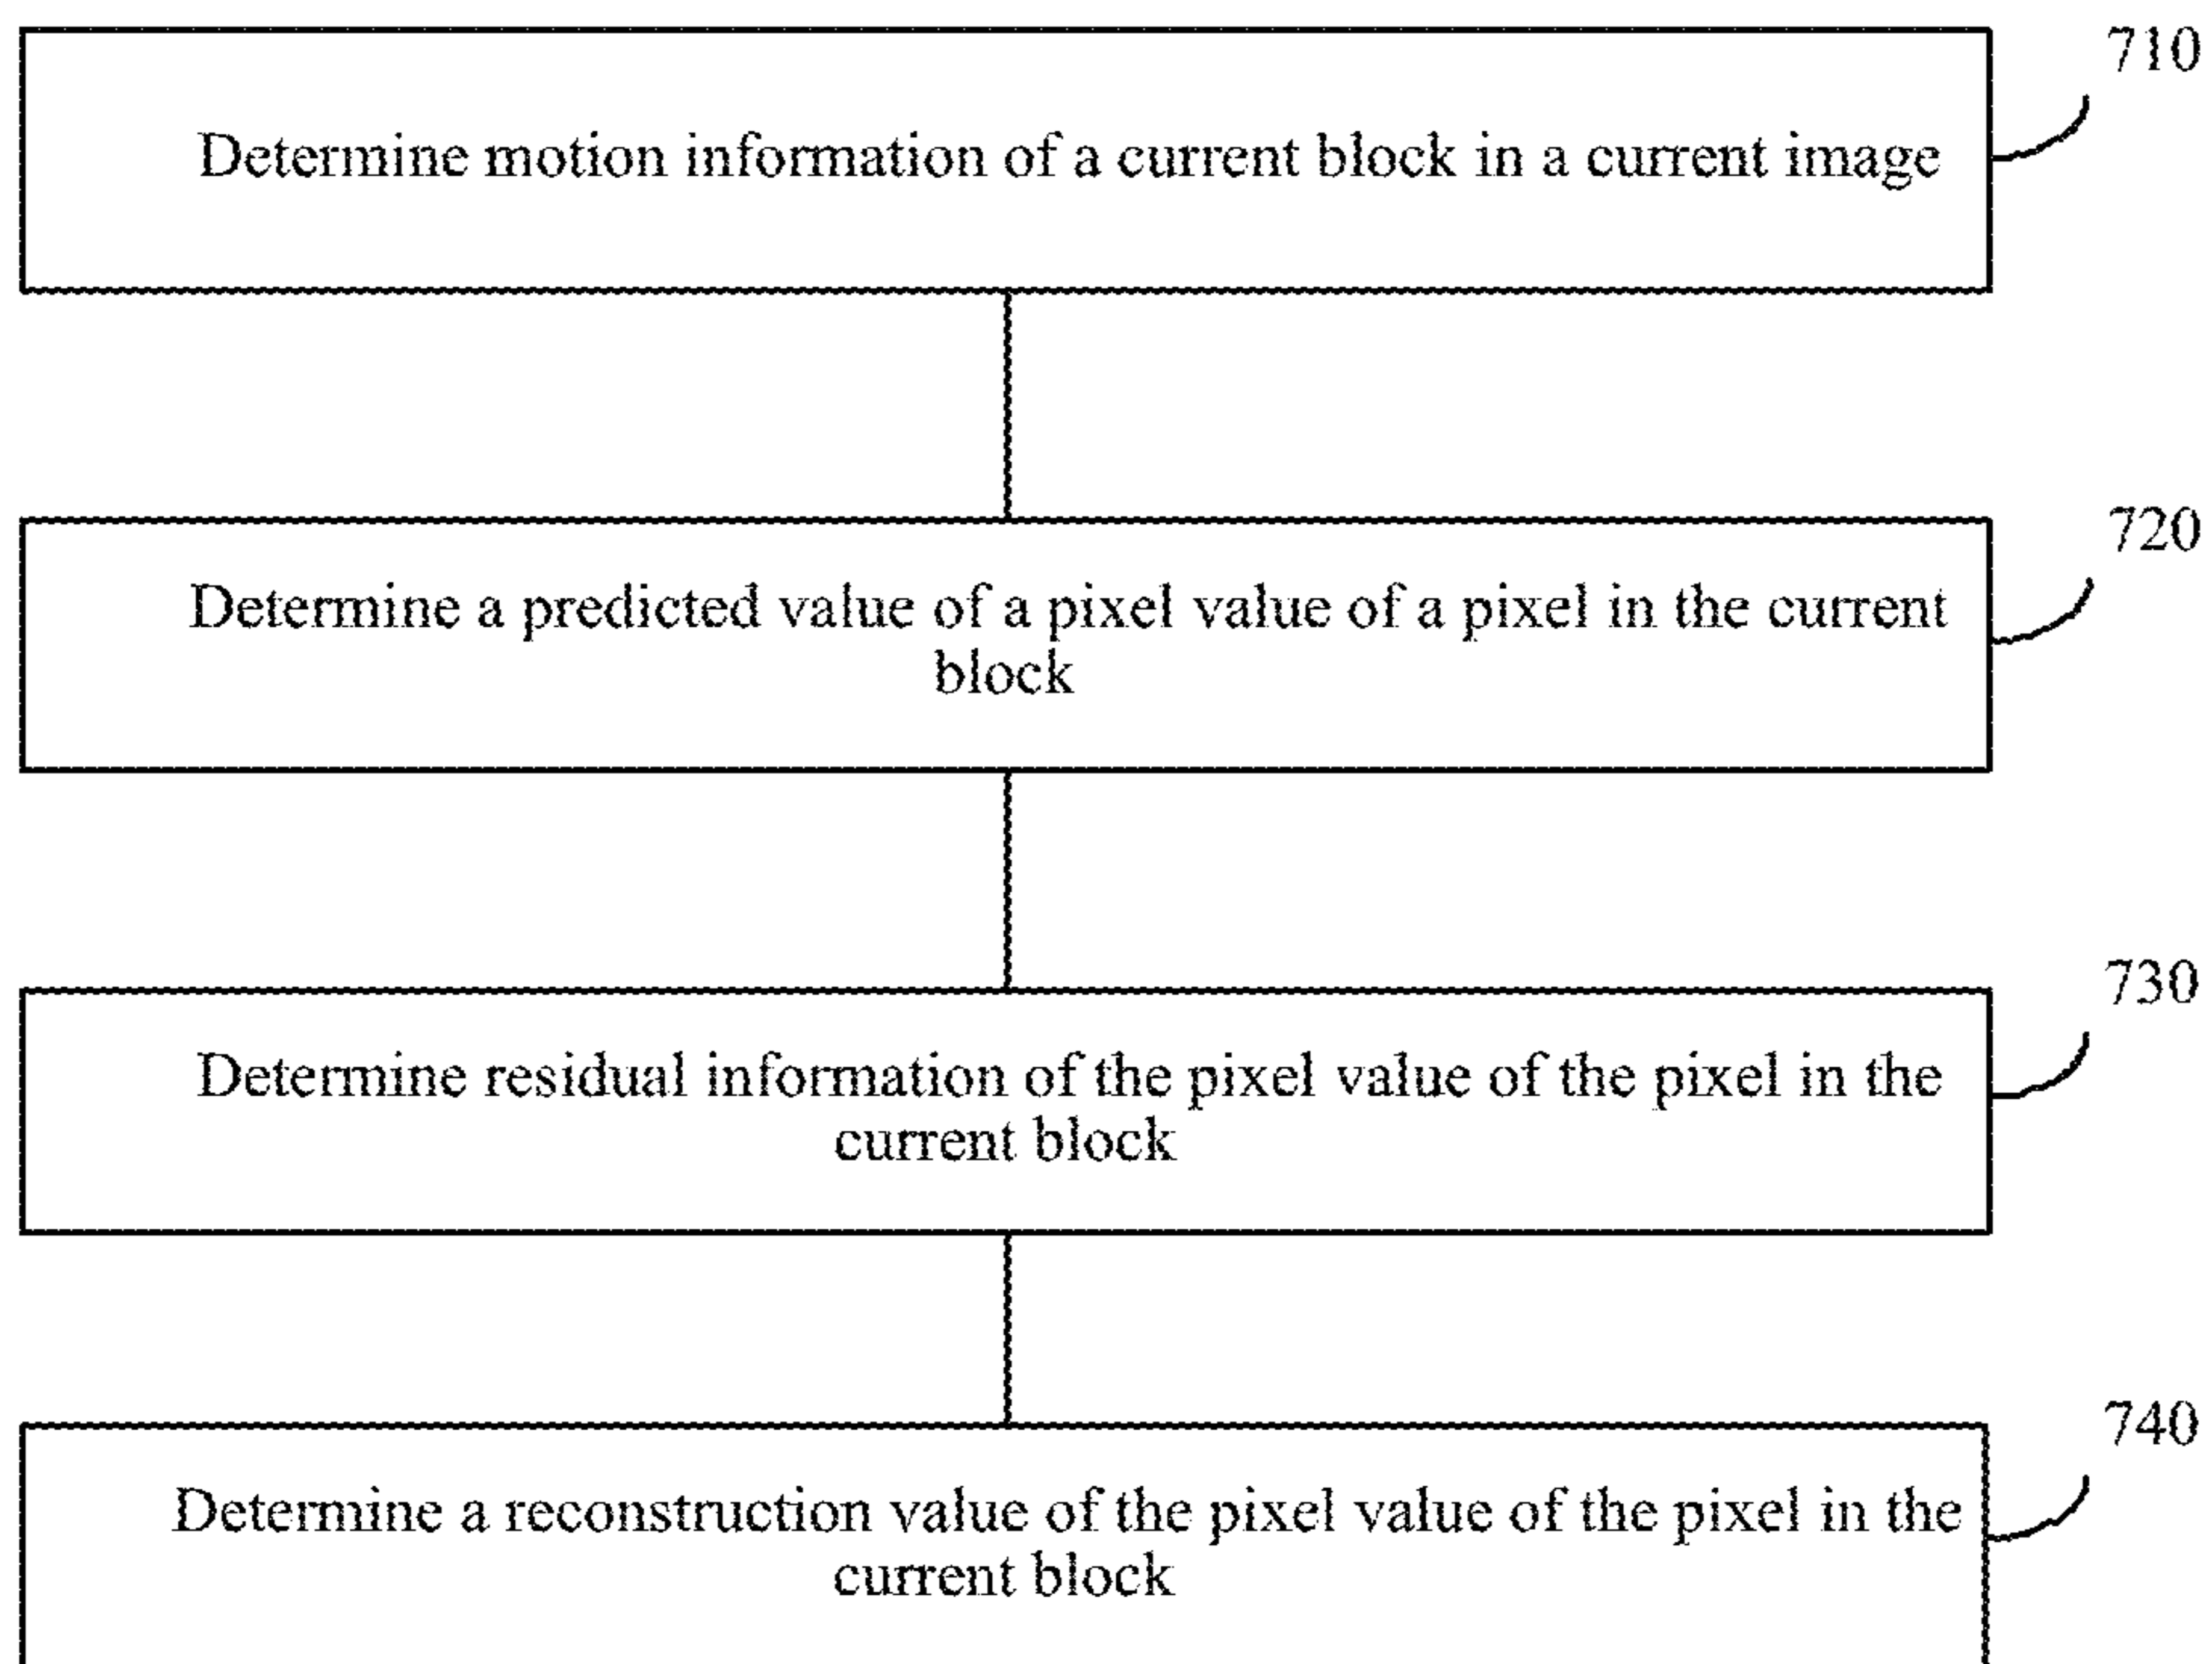 710
Determine motion information of a current block in a current image
720
Determine a predicted value of a pixel value of a pixel in the current
block
730
Determine residual information of the pixel value of the pixel in the
current block
740
Determine a reconstruction value of the pixel value of the pixel in the
current block